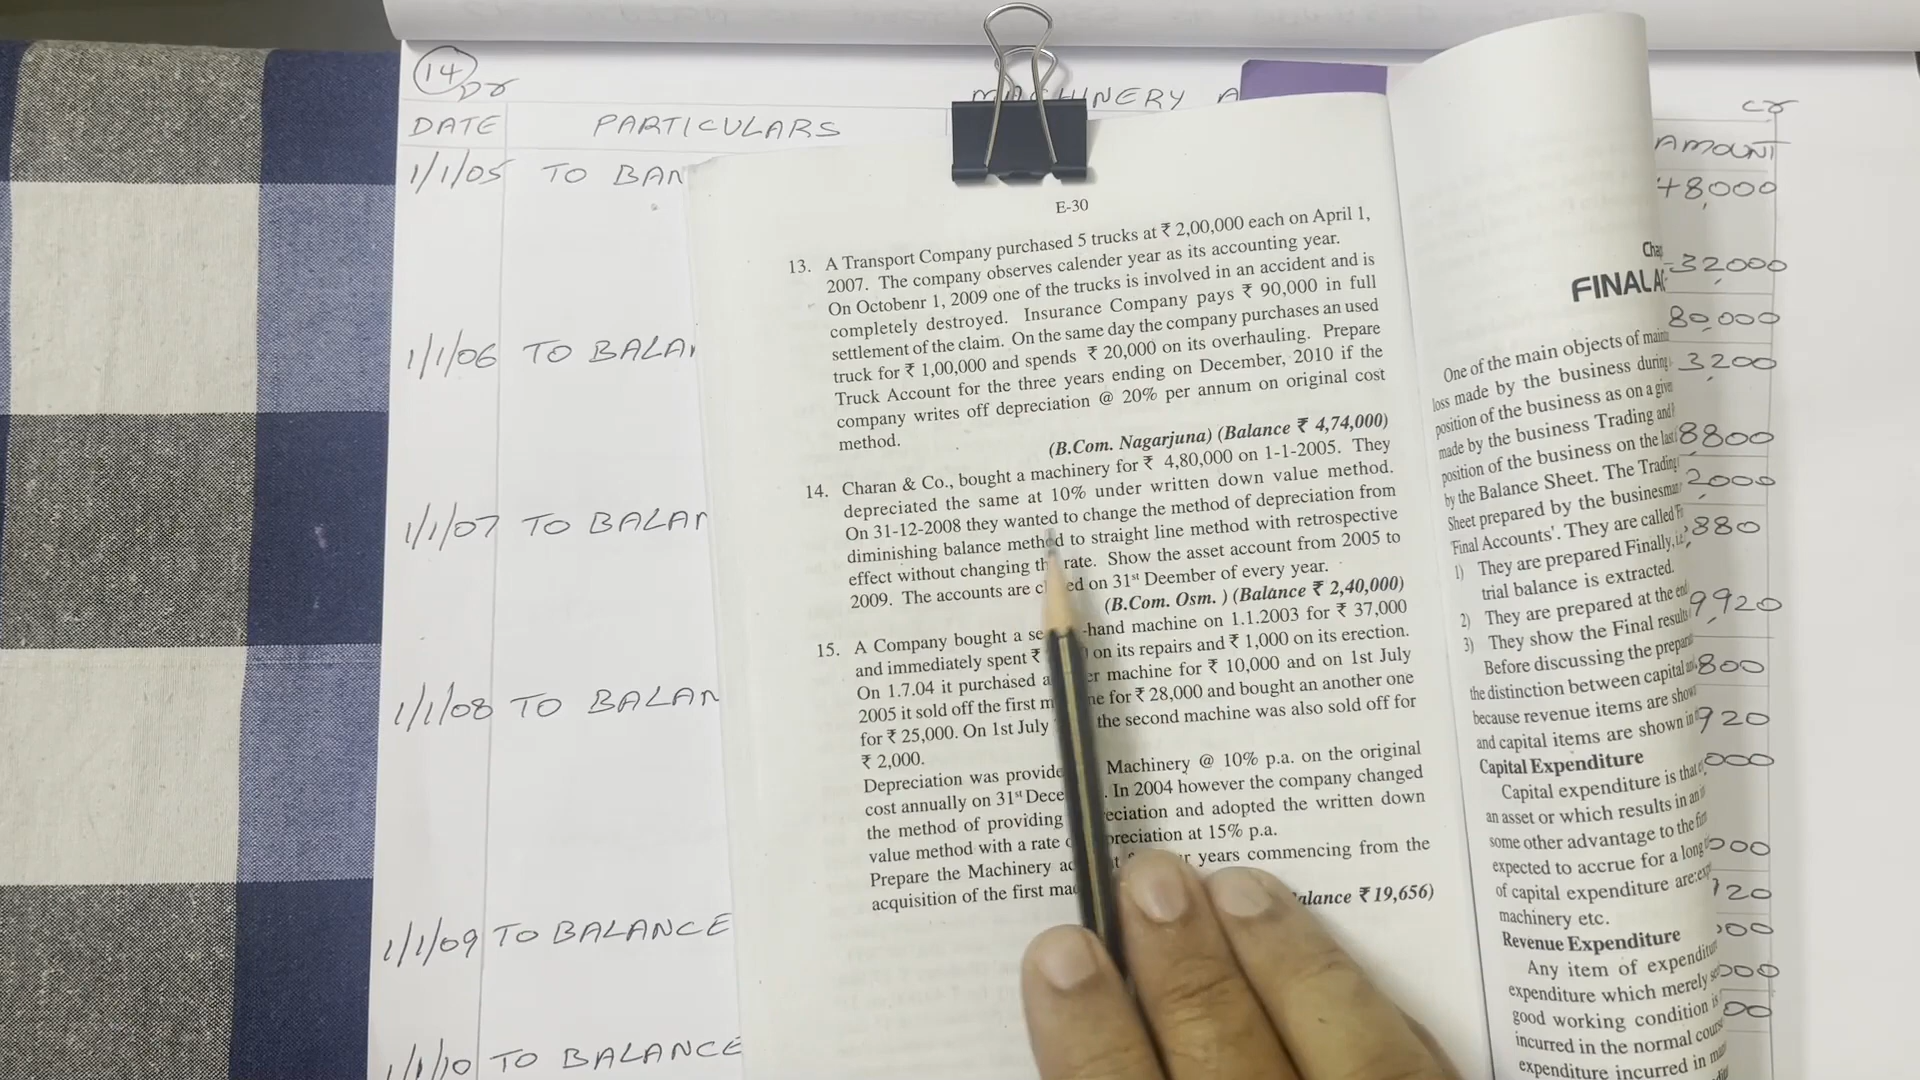 14
Dr
MACHINERY A
Cr
DATE
PARTICULARS
AMOUNT
1/1/05 TO BAN
48,000
32,000
80,000
1/1/06 TO BALA
3,200
8800
2,000
1/1/07 TO BALAN
880
9,920
800
1/1/08 TO BALAN
920
000
000
120
1/1/09 TO BALANCE
000
00
1/1/10 TO BALANCE
E-30
13. A Transport Company purchased 5 trucks at ₹ 2,00,000 each on April 1,
2007. The company observes calender year as its accounting year.
On Octobenr 1, 2009 one of the trucks is involved in an accident and is
completely destroyed. Insurance Company pays ₹ 90,000 in full
settlement of the claim. On the same day the company purchases an used
truck for ₹ 1,00,000 and spends ₹ 20,000 on its overhauling. Prepare
Truck Account for the three years ending on December, 2010 if the
company writes off depreciation @ 20% per annum on original cost
method.
(B.Com. Nagarjuna) (Balance ₹ 4,74,000)
14. Charan & Co., bought a machinery for ₹ 4,80,000 on 1-1-2005. They
depreciated the same at 10% under written down value method.
On 31-12-2008 they wanted to change the method of depreciation from
diminishing balance method to straight line method with retrospective
effect without changing the rate. Show the asset account from 2005 to
2009. The accounts are closed on 31st Deember of every year.
(B.Com. Osm. ) (Balance ₹ 2,40,000)
15. A Company bought a se -hand machine on 1.1.2003 for ₹ 37,000
and immediately spent ₹ on its repairs and ₹ 1,000 on its erection.
On 1.7.04 it purchased a er machine for ₹ 10,000 and on 1st July
2005 it sold off the first m ne for ₹ 28,000 and bought an another one
for ₹ 25,000. On 1st July the second machine was also sold off for
₹ 2,000.
Depreciation was provide Machinery @ 10% p.a. on the original
cost annually on 31st Dece . In 2004 however the company changed
the method of providing eciation and adopted the written down
value method with a rate preciation at 15% p.a.
Prepare the Machinery ac years commencing from the
acquisition of the first mac
alance ₹ 19,656)
Chap
FINAL A
One of the main objects of main
loss made by the business during
position of the business as on a give
made by the business Trading and
position of the business on the last
by the Balance Sheet. The Trading
Sheet prepared by the businesman
'Final Accounts'. They are called 'F
1) They are prepared Finally, i.e
trial balance is extracted.
2) They are prepared at the end
3) They show the Final results
Before discussing the prepar
the distinction between capital an
because revenue items are show
and capital items are shown in
Capital Expenditure
Capital expenditure is that
an asset or which results in an
some other advantage to the fir
expected to accrue for a long
of capital expenditure are:
machinery etc.
Revenue Expenditure
Any item of expenditur
expenditure which merely
good working condition is
incurred in the normal cour
expenditure incurred in ma